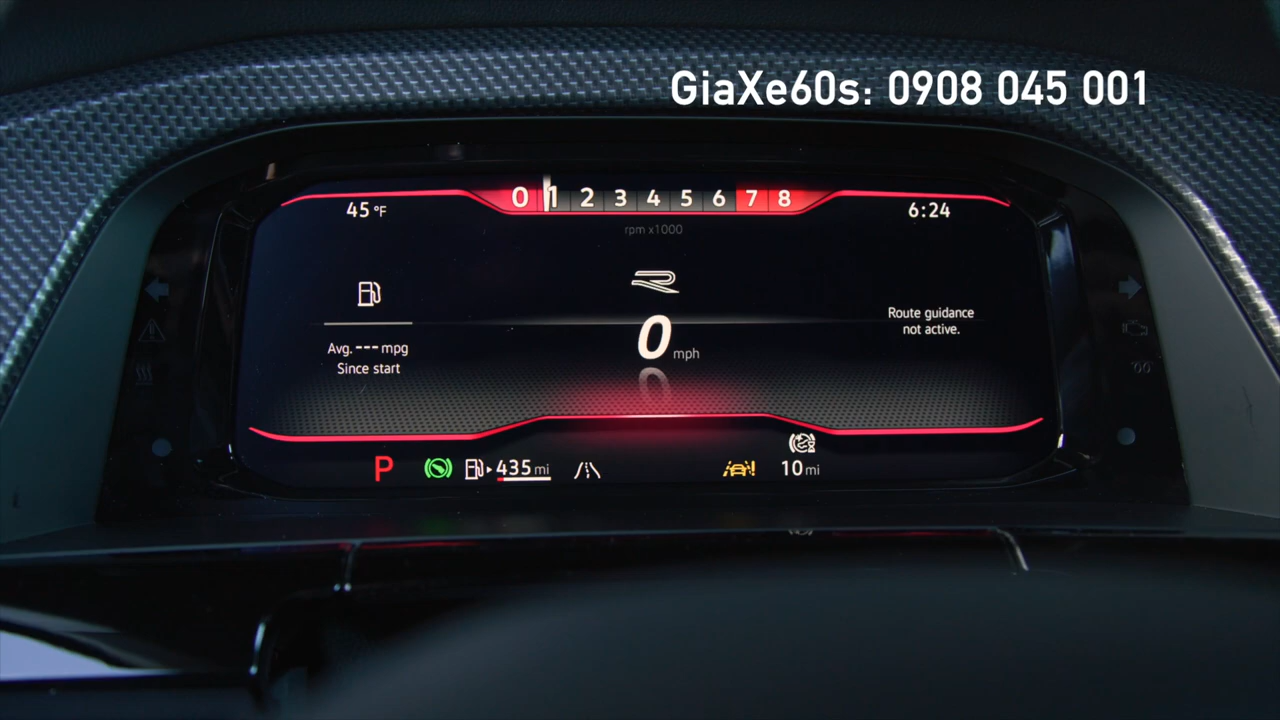 GiaXe60s: 0908 045 001
0 1 2 3 4 5 6 7 8
45 °F
6:24
rpm x1000
R
Route guidance
not active.
0 mph
Avg. --- mpg
Since start
P
435 mi
10 mi